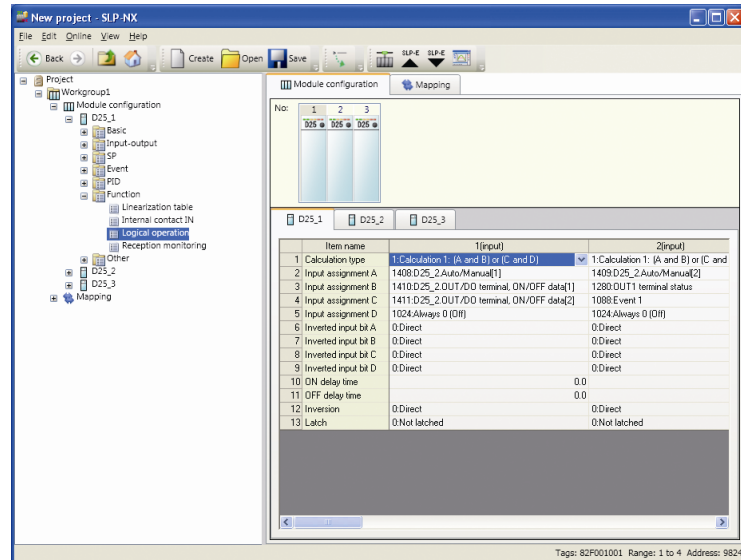 New project - SLP-NX
File Edit Online View Help
Back Create Open Save SLP-E SLP-E
Project
Workgroup1
Module configuration
D25_1
Basic
Input-output
SP
Event
PID
Function
Linearization table
Internal contact IN
Logical operation
Reception monitoring
Other
D25_2
D25_3
Mapping
Module configuration Mapping
No: 1 2 3
D25 D25 D25
D25_1 D25_2 D25_3
Item name 1(input) 2(input)
1 Calculation type 1:Calculation 1: (A and B) or (C and D) 1:Calculation 1: (A and B) or (C and
2 Input assignment A 1408:D25_2.Auto/Manual[1] 1409:D25_2.Auto/Manual[2]
3 Input assignment B 1410:D25_2.OUT/DO terminal, ON/OFF data[1] 1280:OUT1 terminal status
4 Input assignment C 1411:D25_2.OUT/DO terminal, ON/OFF data[2] 1088:Event 1
5 Input assignment D 1024:Always 0 (Off) 1024:Always 0 (Off)
6 Inverted input bit A 0:Direct 0:Direct
7 Inverted input bit B 0:Direct 0:Direct
8 Inverted input bit C 0:Direct 0:Direct
9 Inverted input bit D 0:Direct 0:Direct
10 ON delay time 0.0
11 OFF delay time 0.0
12 Inversion 0:Direct 0:Direct
13 Latch 0:Not latched 0:Not latched
Tags: 82F001001 Range: 1 to 4 Address: 9824